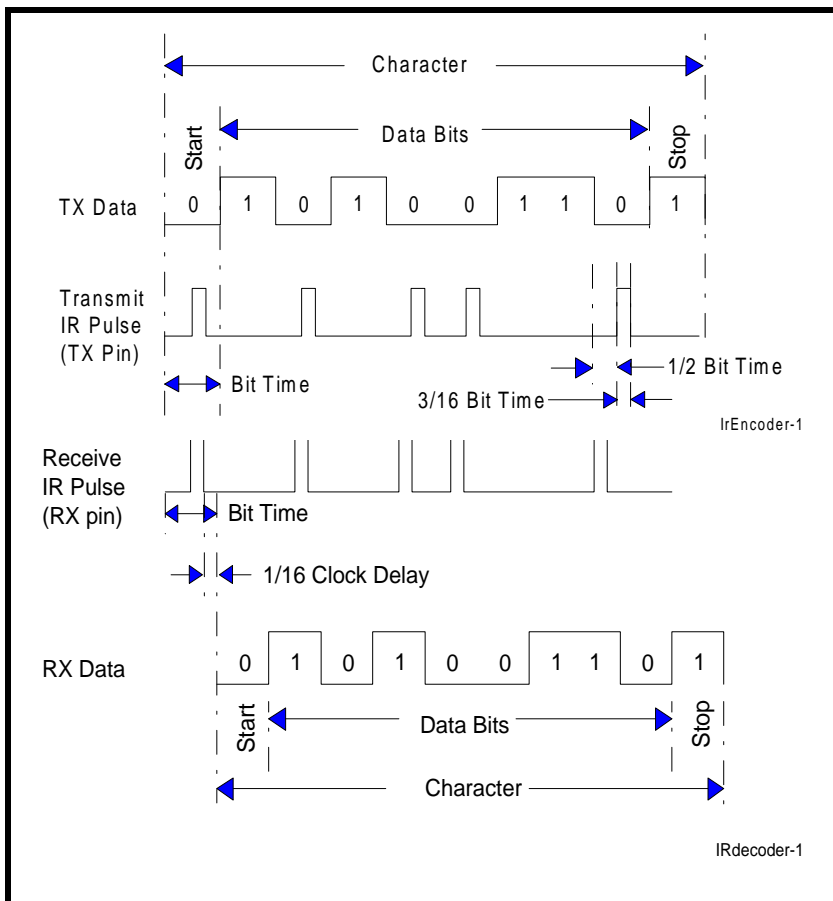 Character
Start
Data Bits
Stop
TX Data
0 1 0 1 0 0 1 1 0 1
Transmit
IR Pulse
(TX Pin)
Bit Time
1/2 Bit Time
3/16 Bit Time
IrEncoder-1
Receive
IR Pulse
(RX pin)
Bit Time
1/16 Clock Delay
RX Data
0 1 0 1 0 0 1 1 0 1
Start
Data Bits
Stop
Character
IRdecoder-1